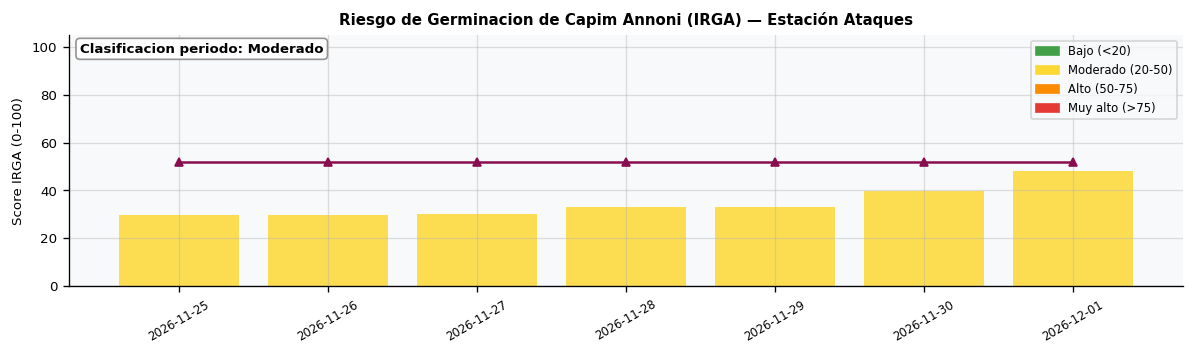 Riesgo de Germinacion de Capim Annoni (IRGA) — Estación Ataques
Clasificacion periodo: Moderado
Bajo (<20)
Moderado (20-50)
Alto (50-75)
Muy alto (>75)
Score IRGA (0-100)
100
80
60
40
20
0
2026-11-25
2026-11-26
2026-11-27
2026-11-28
2026-11-29
2026-11-30
2026-12-01